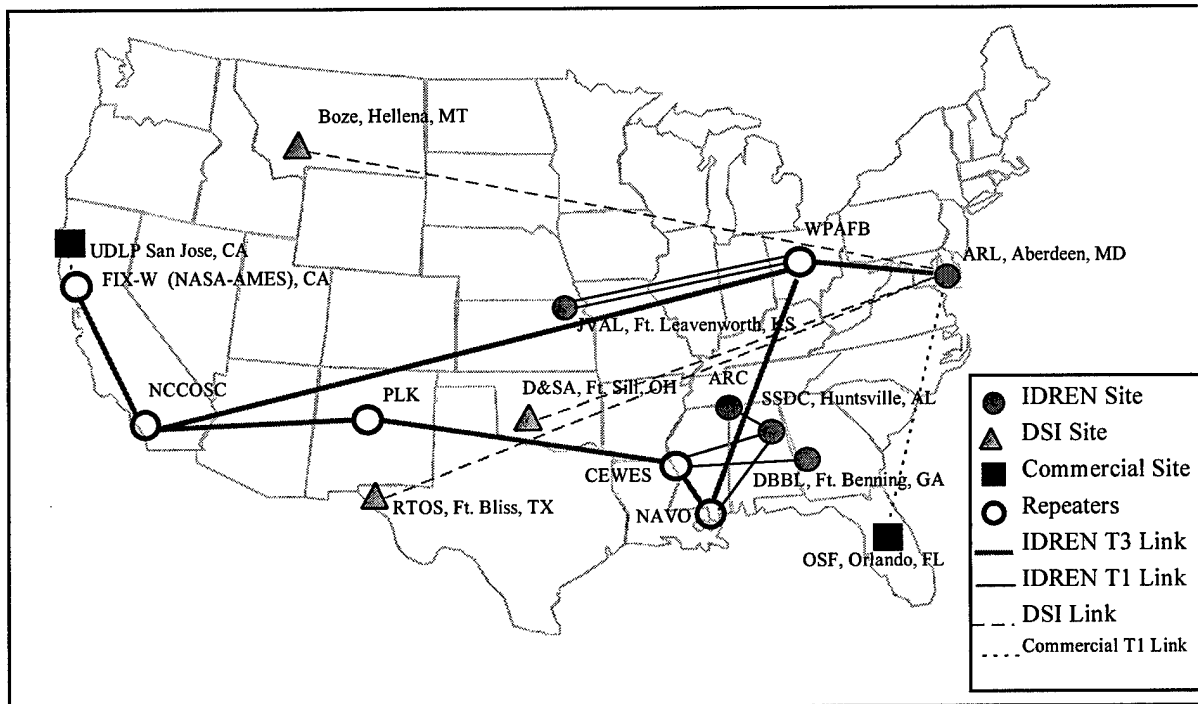 Boze, Hellena, MT
WPAFB
UDLP San Jose, CA
ARL, Aberdeen, MD
FIX-W (NASA-AMES), CA
JVAL, Ft. Leavenworth, KS
NCCOSC
PLK
D&SA, Ft. Sill, OH
ARC
SSDC, Huntsville, AL
CEWES
DBBL, Ft. Benning, GA
RTOS, Ft. Bliss, TX
NAVO
OSF, Orlando, FL
IDREN Site
DSI Site
Commercial Site
Repeaters
IDREN T3 Link
IDREN T1 Link
DSI Link
Commercial T1 Link